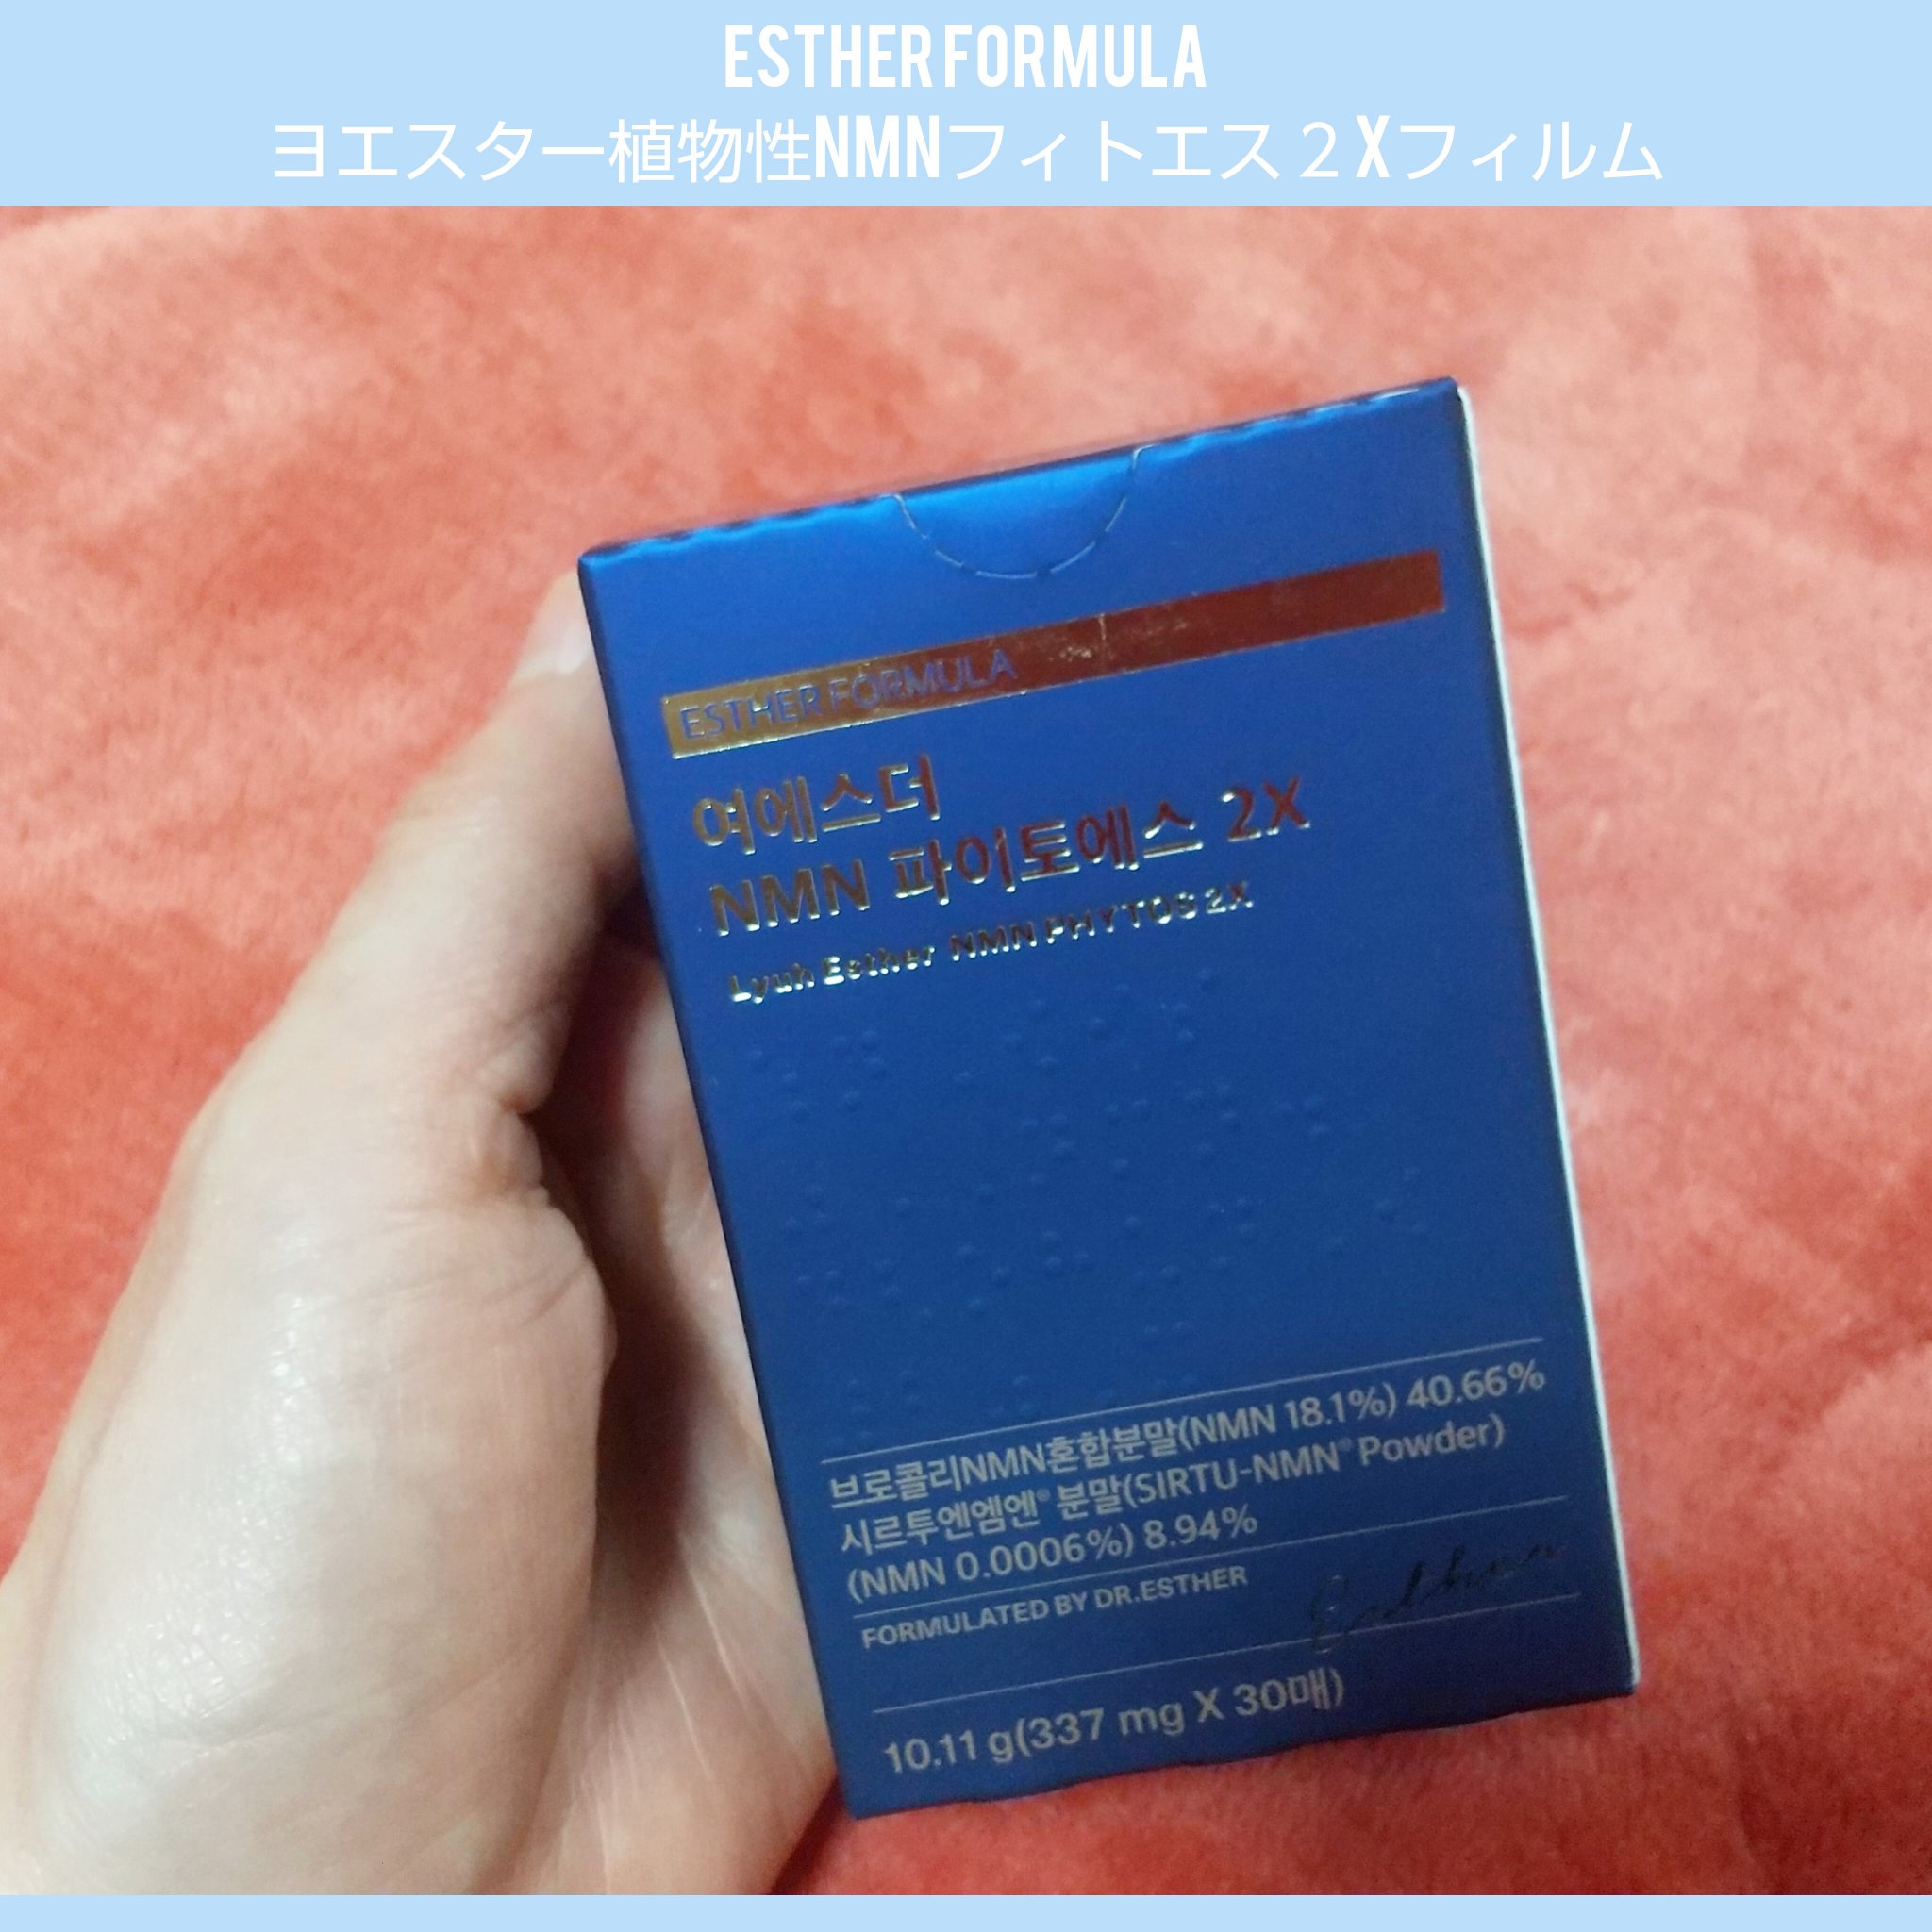 ESTHER FORMULA
ヨエスター植物性NMNフィトエス２Xフィルム
ESTHER FORMULA
여에스더
NMN 파이토에스 2X
Lyuh Esther NMN PHYTOS 2X
브로콜리NMN혼합분말(NMN 18.1%) 40.66%
시르투엔엠엔® 분말(SIRTU-NMN® Powder)
(NMN 0.0006%) 8.94%
FORMULATED BY DR.ESTHER
Esther
10.11 g(337 mg X 30매)